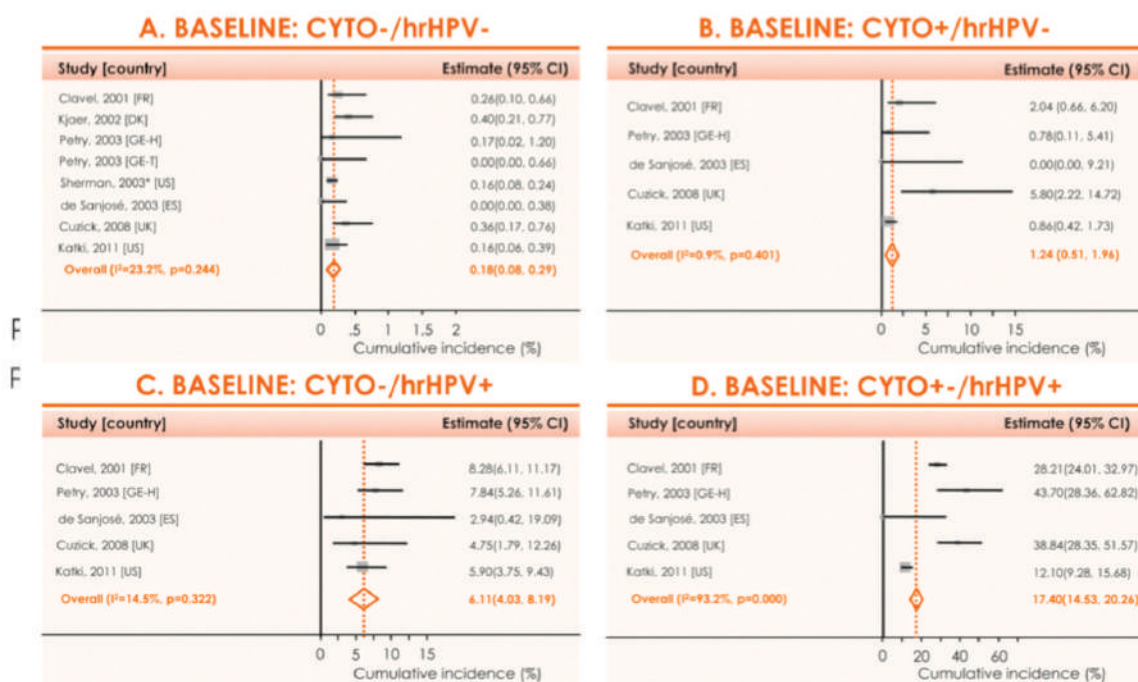 A. BASELINE: CYTO-/hrHPV-
Study [country] Estimate (95% CI)
Clavel, 2001 [FR] 0.26(0.10, 0.66)
Kjaer, 2002 [DK] 0.40(0.21, 0.77)
Petry, 2003 [GE-H] 0.17(0.02, 1.20)
Petry, 2003 [GE-T] 0.00(0.00, 0.66)
Sherman, 2003* [US] 0.16(0.08, 0.24)
de Sanjosé, 2003 [ES] 0.00(0.00, 0.38)
Cuzick, 2008 [UK] 0.36(0.17, 0.76)
Katki, 2011 [US] 0.16(0.06, 0.39)
Overall (I²=23.2%, p=0.244) 0.18(0.08, 0.29)
0 .5 1 1.5 2
Cumulative incidence (%)
B. BASELINE: CYTO+/hrHPV-
Study [country] Estimate (95% CI)
Clavel, 2001 [FR] 2.04 (0.66, 6.20)
Petry, 2003 [GE-H] 0.78(0.11, 5.41)
de Sanjosé, 2003 [ES] 0.00(0.00, 9.21)
Cuzick, 2008 [UK] 5.80(2.22, 14.72)
Katki, 2011 [US] 0.86(0.42, 1.73)
Overall (I²=0.9%, p=0.401) 1.24 (0.51, 1.96)
0 5 10 15
Cumulative incidence (%)
C. BASELINE: CYTO-/hrHPV+
Study [country] Estimate (95% CI)
Clavel, 2001 [FR] 8.28(6.11, 11.17)
Petry, 2003 [GE-H] 7.84(5.26, 11.61)
de Sanjosé, 2003 [ES] 2.94(0.42, 19.09)
Cuzick, 2008 [UK] 4.75(1.79, 12.26)
Katki, 2011 [US] 5.90(3.75, 9.43)
Overall (I²=14.5%, p=0.322) 6.11(4.03, 8.19)
0 5 10 15
Cumulative incidence (%)
D. BASELINE: CYTO+-/hrHPV+
Study [country] Estimate (95% CI)
Clavel, 2001 [FR] 28.21(24.01, 32.97)
Petry, 2003 [GE-H] 43.70(28.36, 62.82)
de Sanjosé, 2003 [ES]
Cuzick, 2008 [UK] 38.84(28.35, 51.57)
Katki, 2011 [US] 12.10(9.28, 15.68)
Overall (I²=93.2%, p=0.000) 17.40(14.53, 20.26)
0 20 40 60
Cumulative incidence (%)